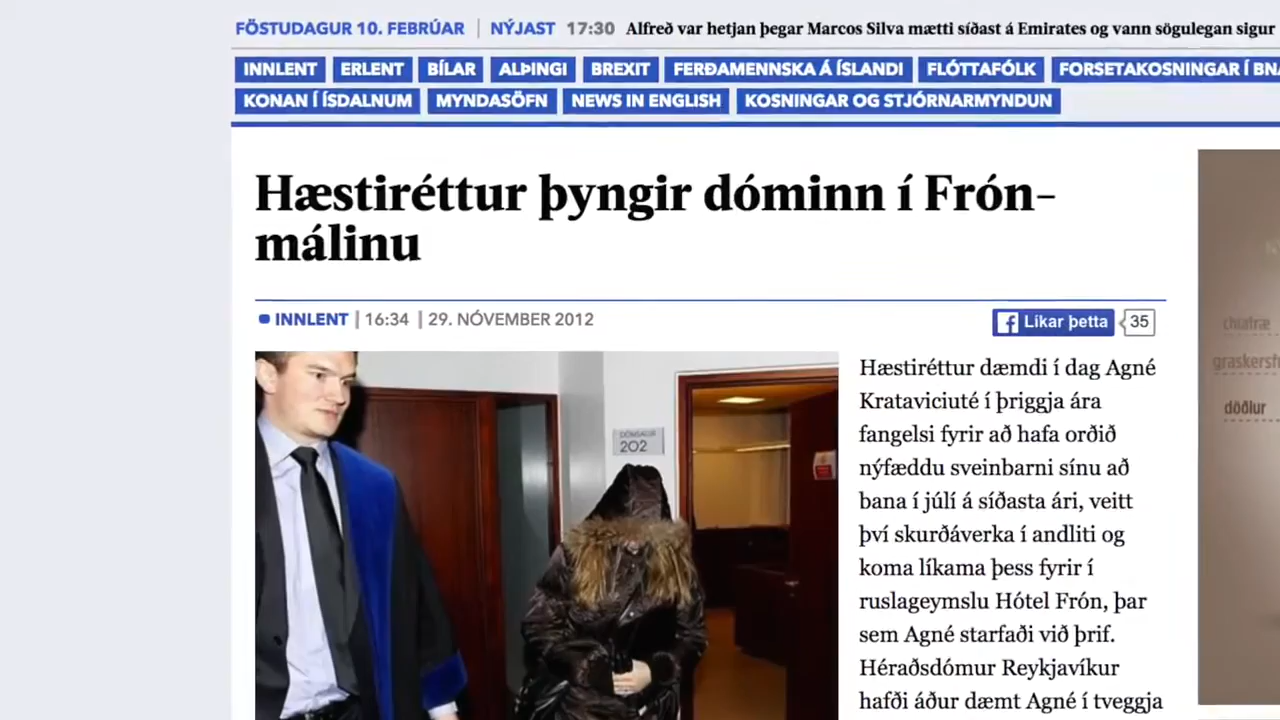 FÖSTUDAGUR 10. FEBRÚAR | NÝJAST 17:30 Alfreð var hetjan þegar Marcos Silva mætti síðast á Emirates og vann sögulegan sigur
INNLENT ERLENT BÍLAR ALÞINGI BREXIT FERÐAMENNSKA Á ÍSLANDI FLÓTTAFÓLK FORSETAKOSNINGAR Í
KONAN Í ÍSDALNUM MYNDASÖFN NEWS IN ENGLISH KOSNINGAR OG STJÓRNARMYNDUN
Hæstiréttur þyngir dóminn í Frón-
málinu
INNLENT | 16:34 | 29. NÓVEMBER 2012
Líkar þetta 35
Hæstiréttur dæmdi í dag Agné
Krataviciuté í þriggja ára
fangelsi fyrir að hafa orðið
nýfæddu sveinbarni sínu að
bana í júlí á síðasta ári, veitt
því skurðáverka í andliti og
koma líkama þess fyrir í
ruslageymslu Hótel Frón, þar
sem Agné starfaði við þrif.
Héraðsdómur Reykjavíkur
hafði áður dæmt Agné í tveggja
DÓMSALUR
202
döðlur